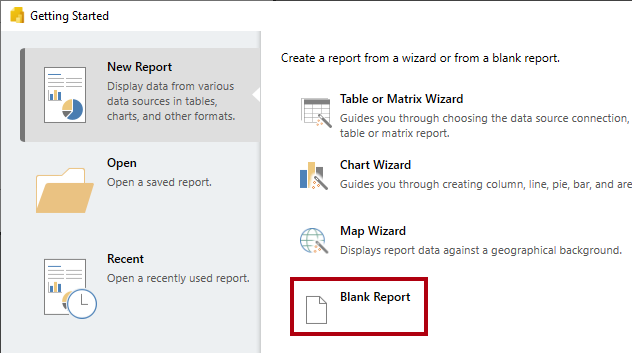 Getting Started
New Report
Display data from various
data sources in tables,
charts, and other formats.
Open
Open a saved report.
Recent
Open a recently used report.
Create a report from a wizard or from a blank report.
Table or Matrix Wizard
Guides you through choosing the data source connection,
table or matrix report.
Chart Wizard
Guides you through creating column, line, pie, bar, and are
Map Wizard
Displays report data against a geographical background.
Blank Report